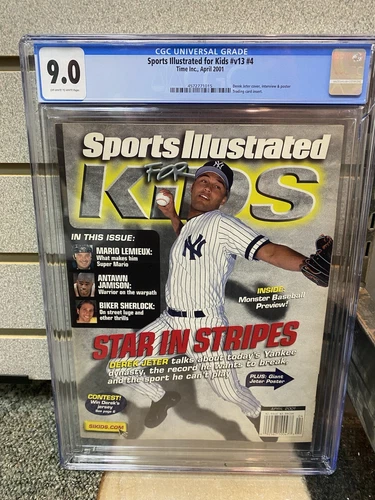 CGC UNIVERSAL GRADE
9.0
Sports Illustrated for Kids #v13 #4
Time Inc., April 2001
Derek Jeter cover, interview & poster
Trading card insert
Sports Illustrated
FOR
KIDS
IN THIS ISSUE:
MARIO LEMIEUX:
What makes him
Super Mario
ANTAWN
JAMISON:
Warrior on the warpath
BIKER SHERLOCK:
On street luge and
other thrills
INSIDE:
Monster Baseball
Preview!
STAR IN STRIPES
DEREK JETER talks about today's Yankee
dynasty, the record he wants to break,
and the sport he can't play
PLUS: Giant
Jeter Poster
CONTEST!
Win Derek's
jersey
See page 8
SIKIDS.COM
APRIL 2001